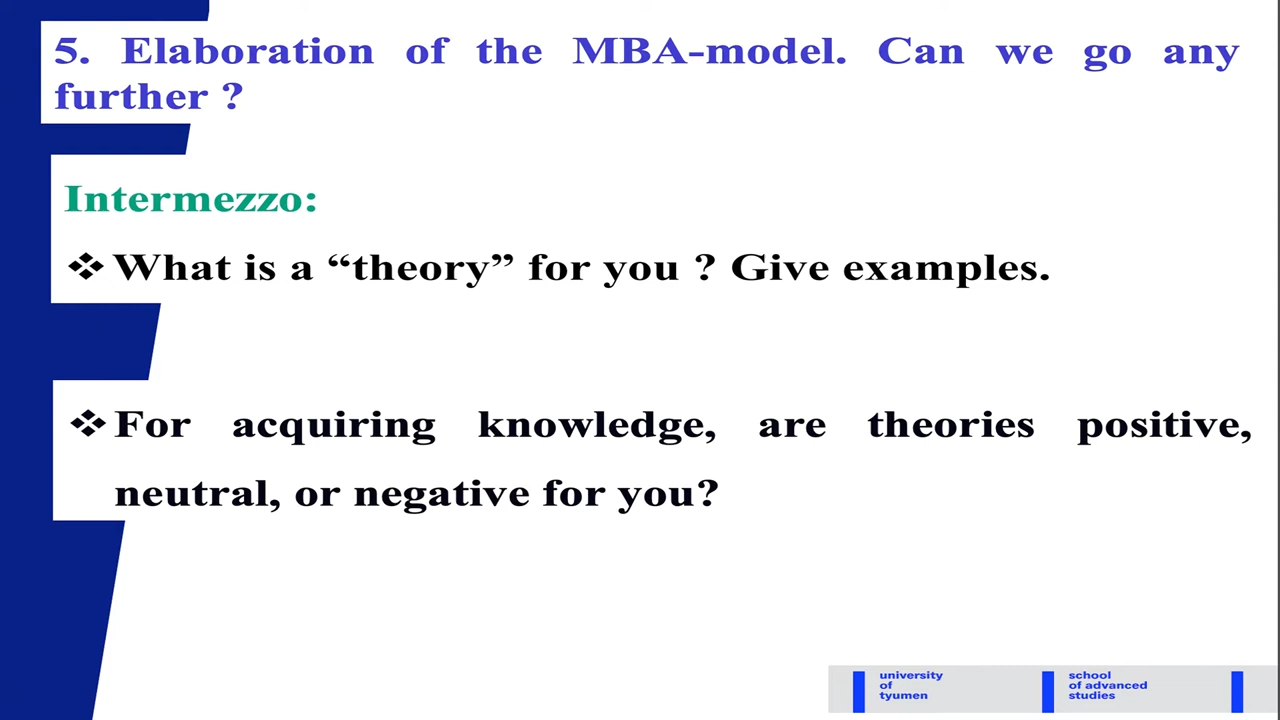 5. Elaboration of the MBA-model. Can we go any
further ?
Intermezzo:
❖ What is a “theory” for you ? Give examples.
❖ For acquiring knowledge, are theories positive,
neutral, or negative for you?
university
of
tyumen
school
of advanced
studies